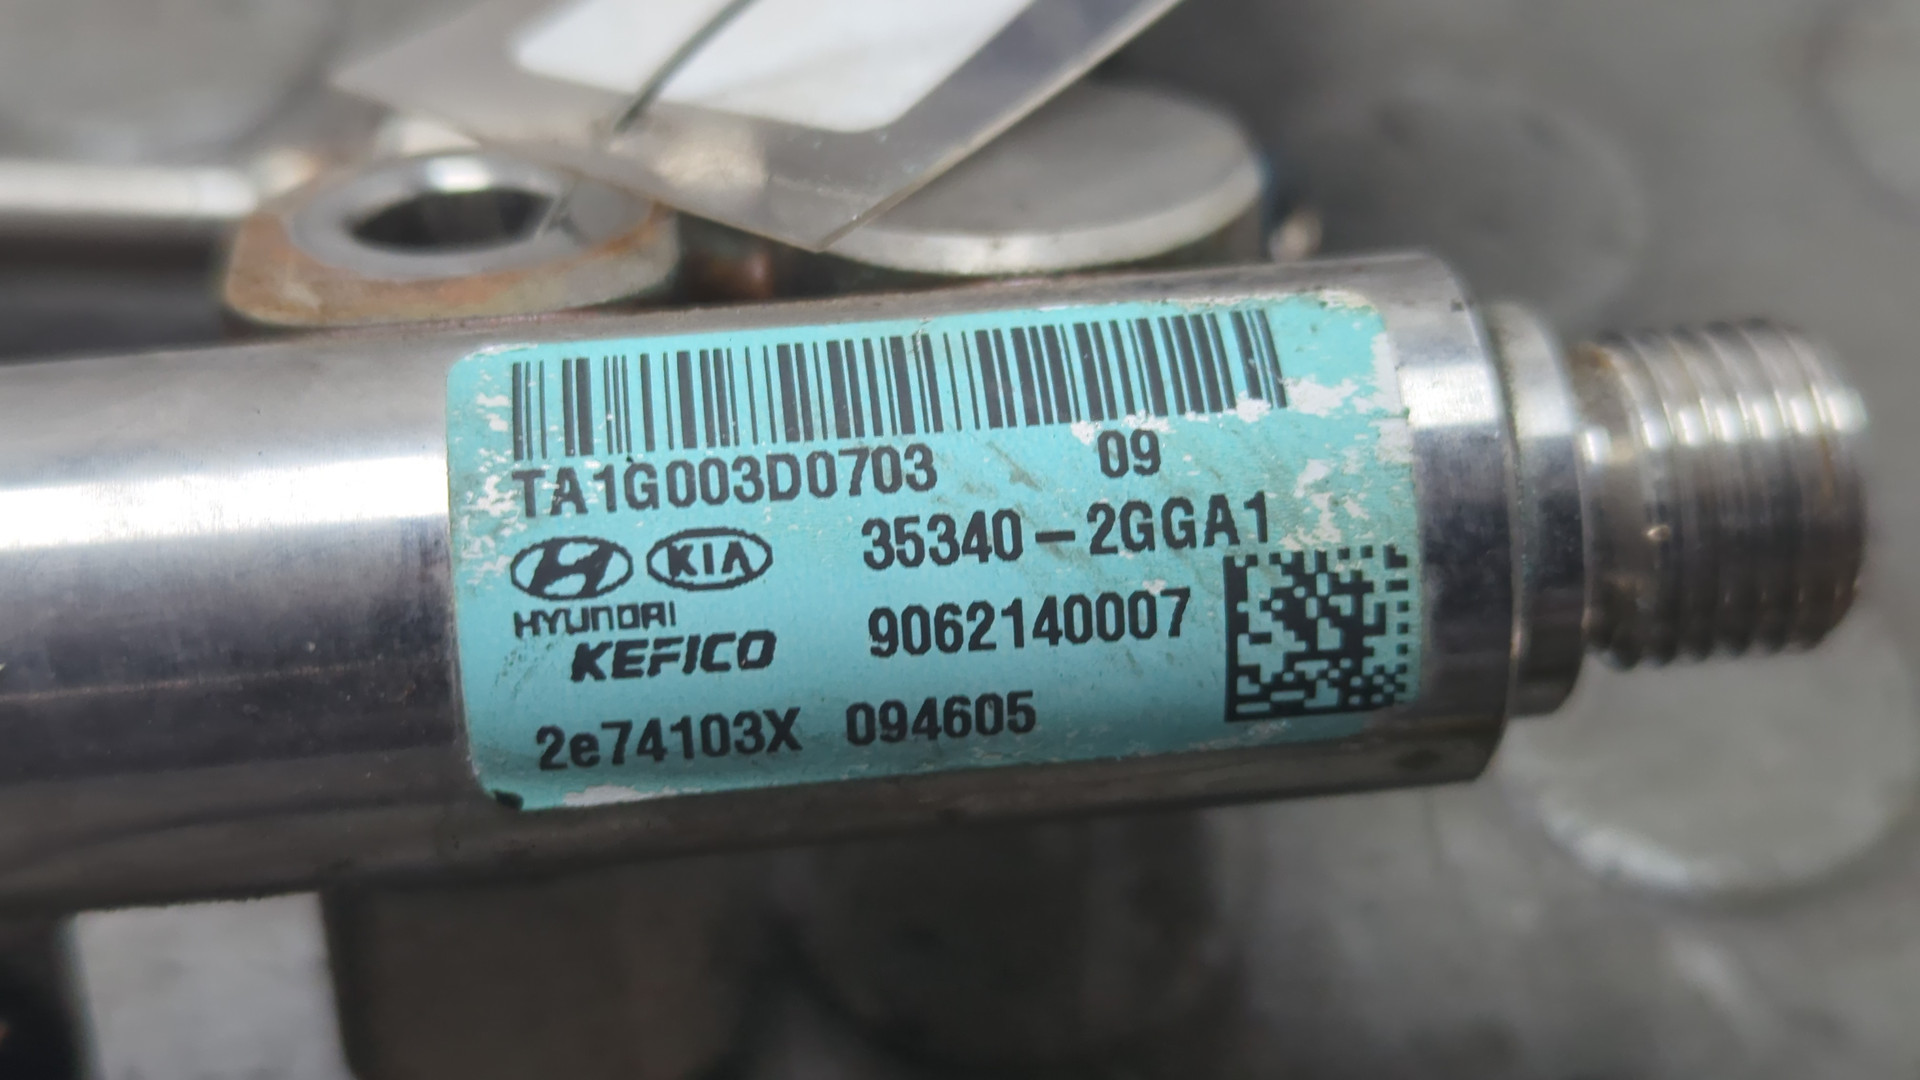 TA1G003D0703 09
HYUNDAI KIA 35340-2GGA1
KEFICO 9062140007
2e74103X 094605